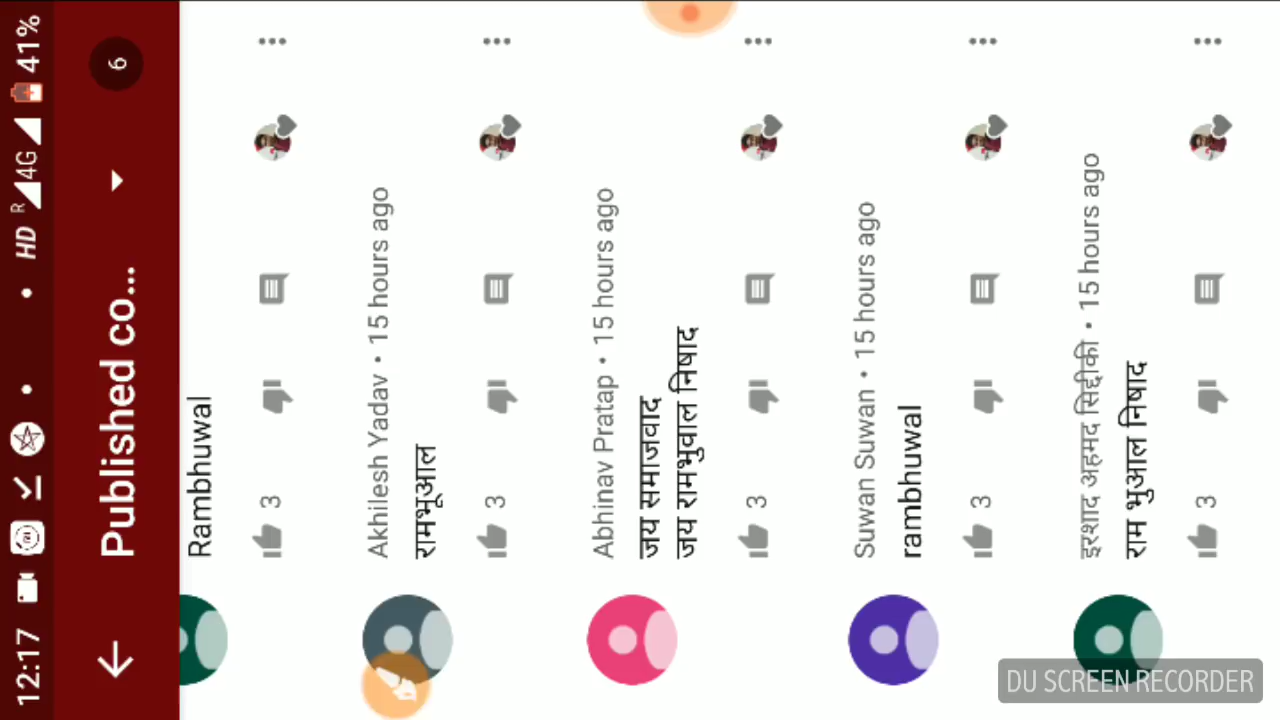 12:17
HD R 4G 41%
Published co...
6
Rambhuwal
3
Akhilesh Yadav • 15 hours ago
रामभूआल
3
Abhinav Pratap • 15 hours ago
जय समाजवाद
जय रामभुवाल निषाद
3
Suwan Suwan • 15 hours ago
rambhuwal
3
इरशाद अहमद सिद्दीकी • 15 hours ago
राम भुआल निषाद
3
DU SCREEN RECORDER